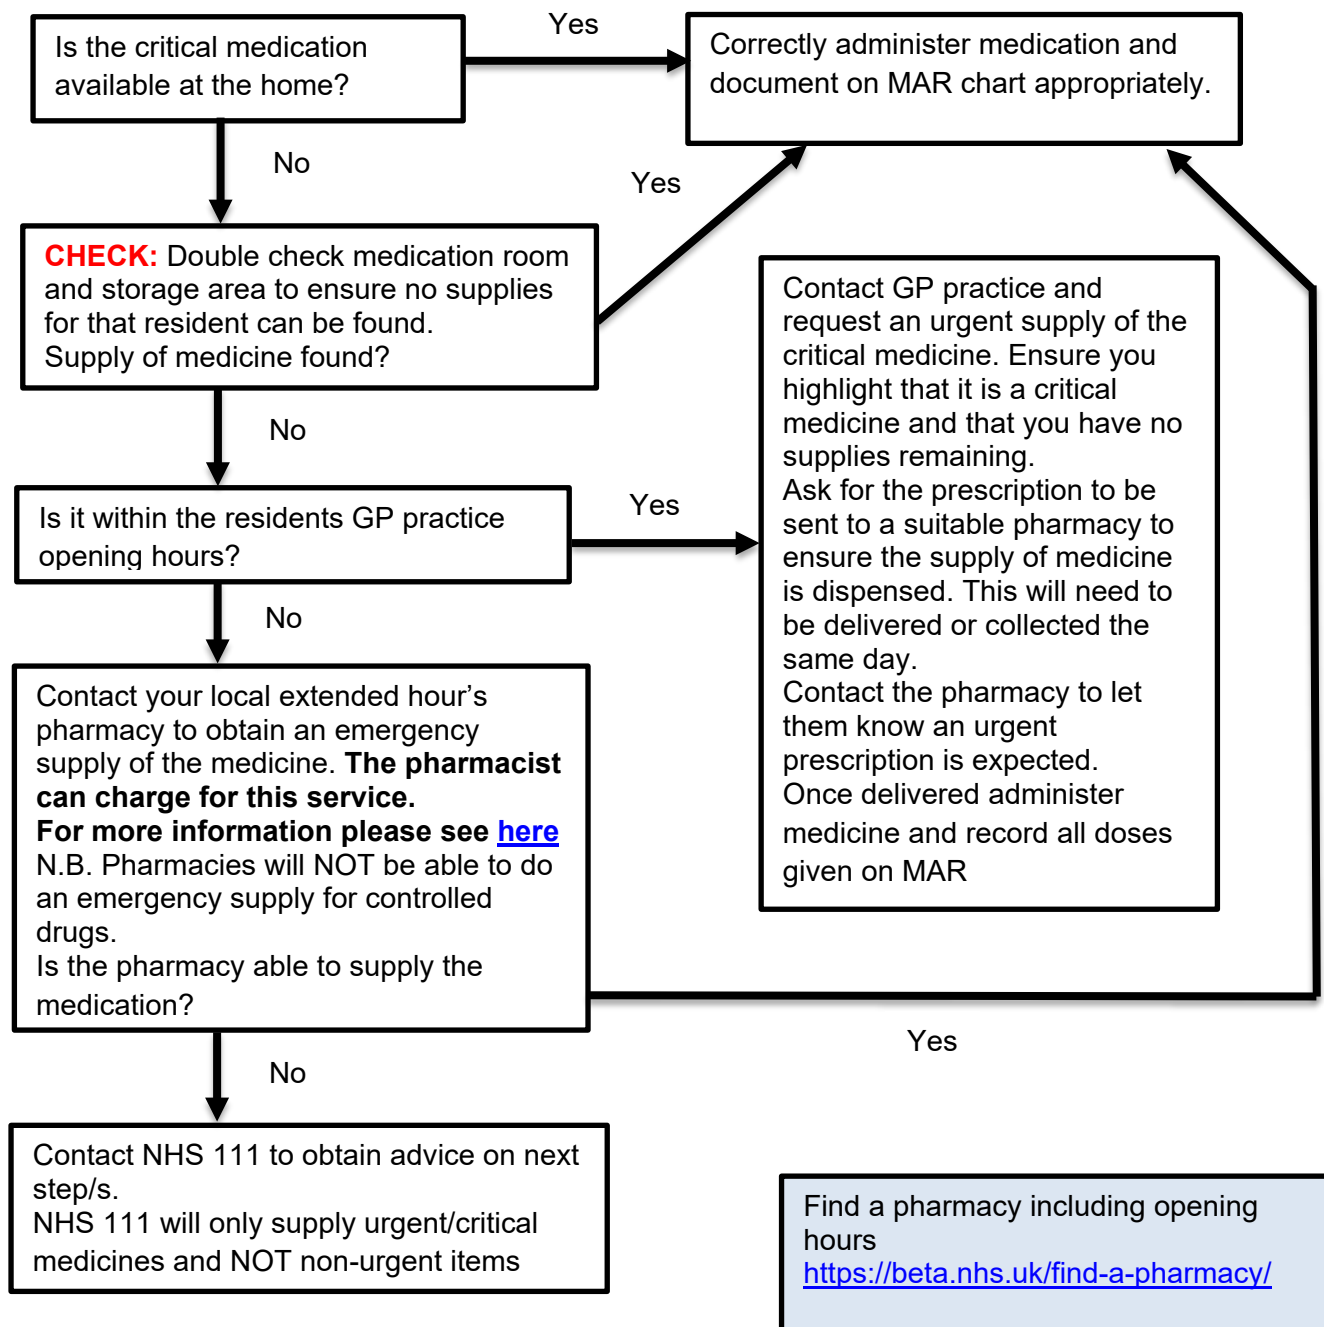 Is the critical medication
available at the home?
Yes
Correctly administer medication and
document on MAR chart appropriately.
No
Yes
CHECK: Double check medication room
and storage area to ensure no supplies
for that resident can be found.
Supply of medicine found?
No
Is it within the residents GP practice
opening hours?
Yes
Contact GP practice and
request an urgent supply of the
critical medicine. Ensure you
highlight that it is a critical
medicine and that you have no
supplies remaining.
Ask for the prescription to be
sent to a suitable pharmacy to
ensure the supply of medicine
is dispensed. This will need to
be delivered or collected the
same day.
Contact the pharmacy to let
them know an urgent
prescription is expected.
Once delivered administer
medicine and record all doses
given on MAR
No
Contact your local extended hour’s
pharmacy to obtain an emergency
supply of the medicine. The pharmacist
can charge for this service.
For more information please see here
N.B. Pharmacies will NOT be able to do
an emergency supply for controlled
drugs.
Is the pharmacy able to supply the
medication?
Yes
No
Contact NHS 111 to obtain advice on next
step/s.
NHS 111 will only supply urgent/critical
medicines and NOT non-urgent items
Find a pharmacy including opening
hours
https://beta.nhs.uk/find-a-pharmacy/